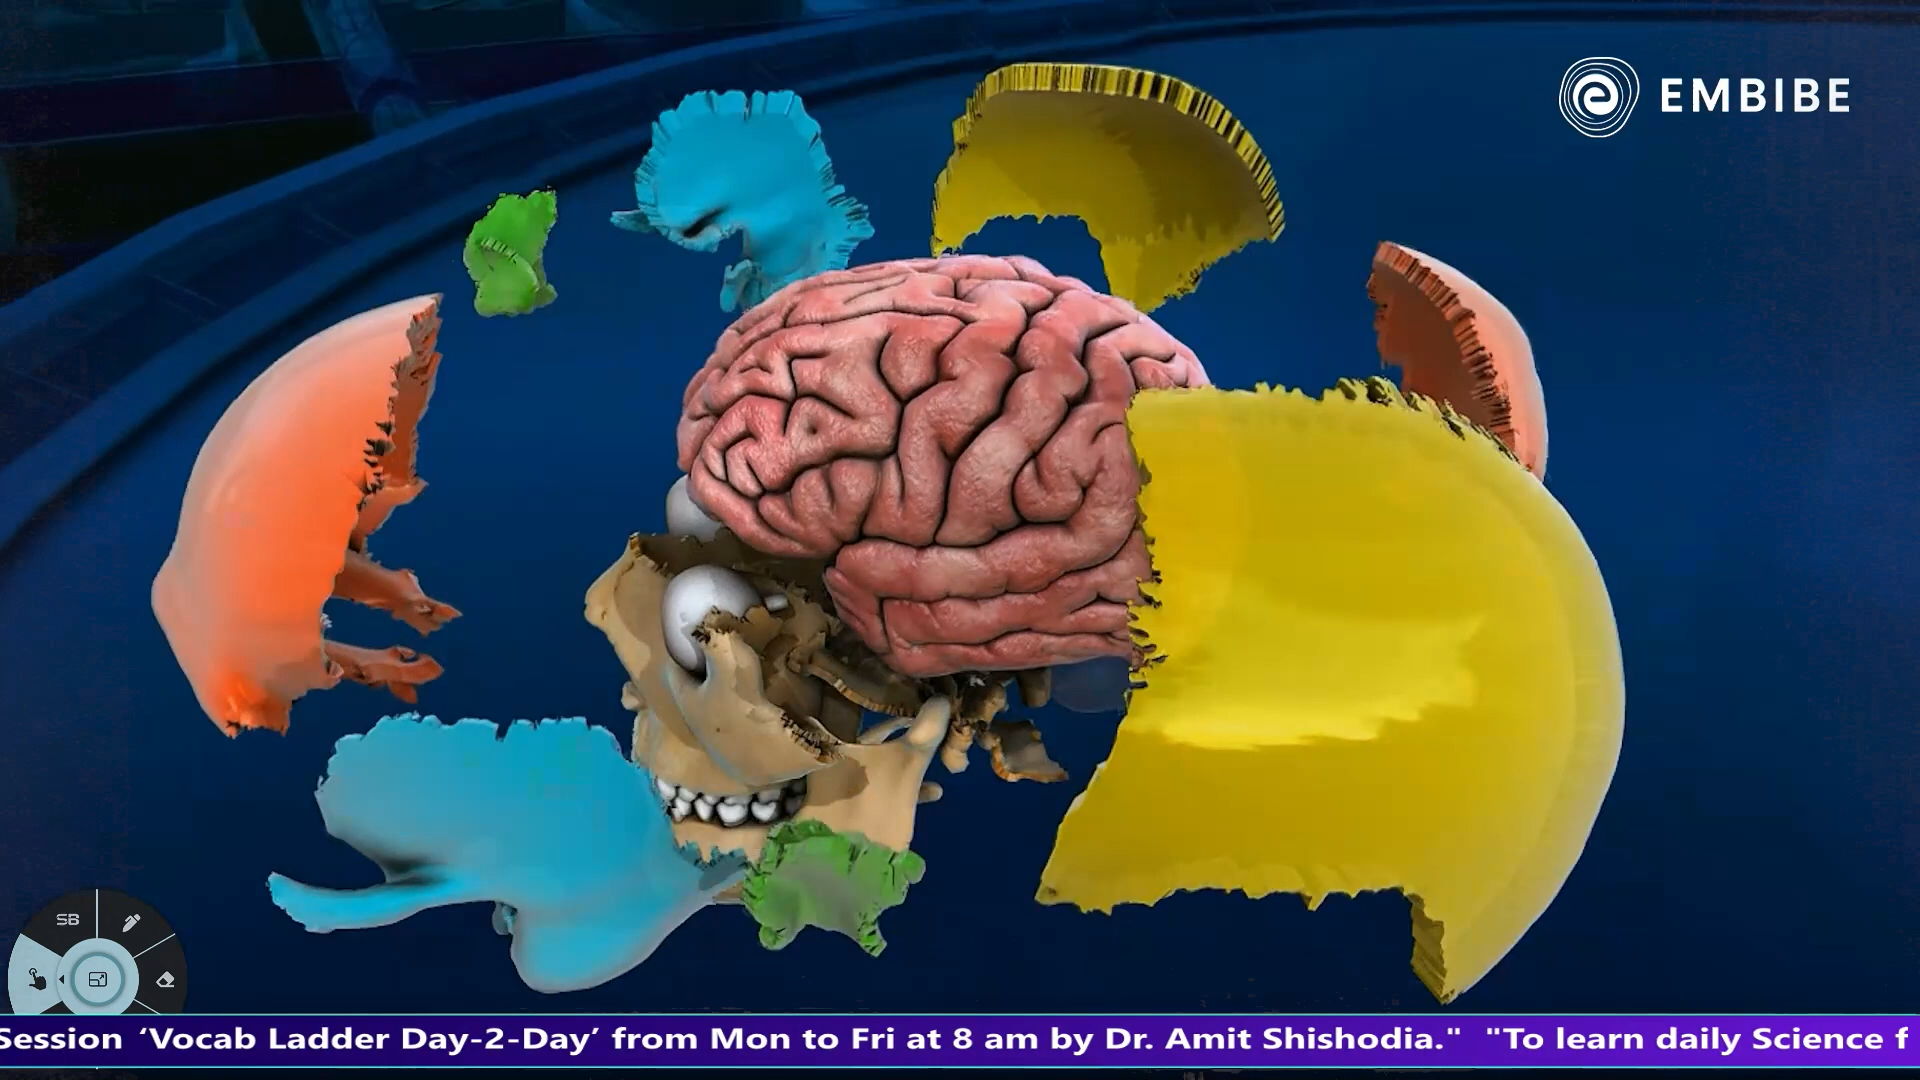 EMBIBE
SB
Session ‘Vocab Ladder Day-2-Day’ from Mon to Fri at 8 am by Dr. Amit Shishodia." "To learn daily Science f